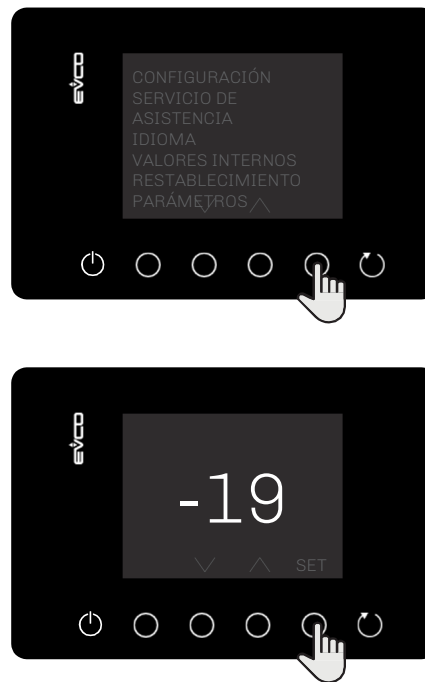 evco
CONFIGURACIÓN
SERVICIO DE
ASISTENCIA
IDIOMA
VALORES INTERNOS
RESTABLECIMIENTO
PARÁMETROS
evco
-19
SET